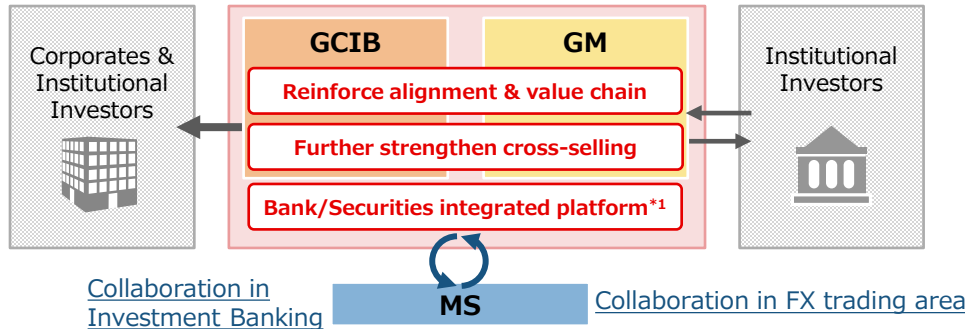 Corporates &
Institutional
Investors
GCIB
GM
Institutional
Investors
Reinforce alignment & value chain
Further strengthen cross-selling
Bank/Securities integrated platform*1
Collaboration in
Investment Banking
MS
Collaboration in FX trading area